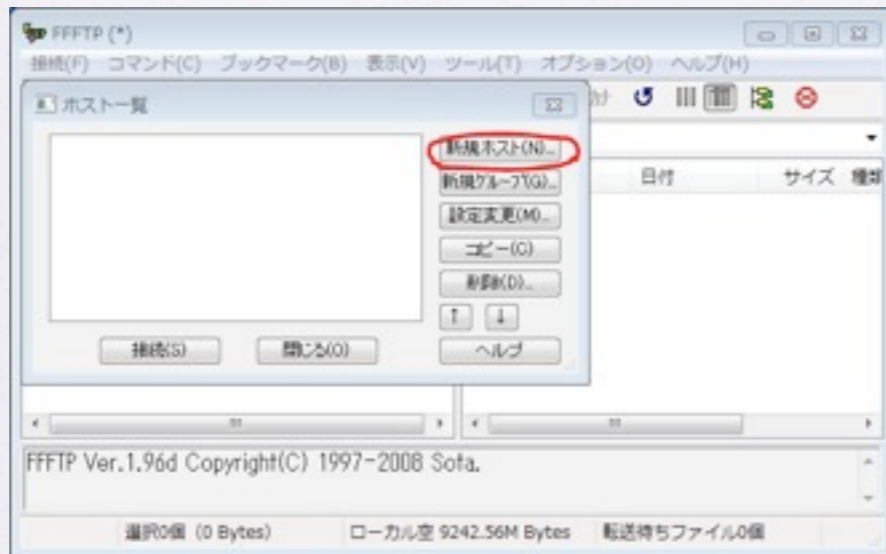 FFFTP (*)
接続(F) コマンド(C) ブックマーク(B) 表示(V) ツール(T) オプション(O) ヘルプ(H)
ホスト一覧
新規ホスト(N)...
新規グループ(G)...
設定変更(M)...
コピー(C)
削除(D)...
↑ ↓
接続(S) 閉じる(O) ヘルプ
日付 サイズ 種類
FFFTP Ver.1.96d Copyright(C) 1997-2008 Sota.
選択0個 (0 Bytes) ローカル空 9242.56M Bytes 転送待ちファイル0個